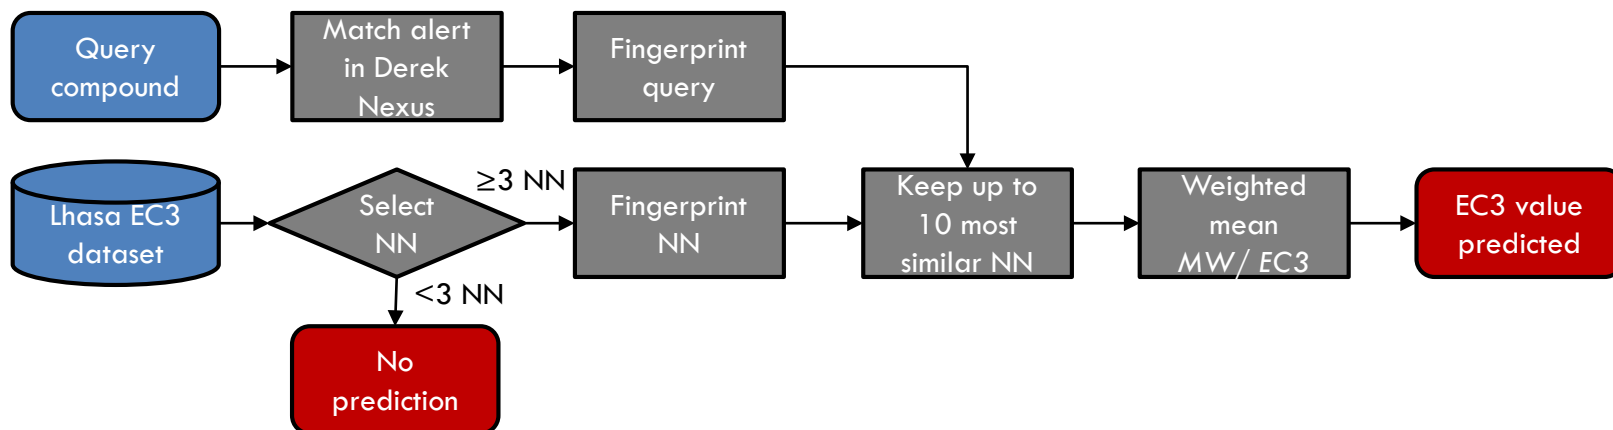 Query
compound
Match alert
in Derek
Nexus
Fingerprint
query
Lhasa EC3
dataset
Select
NN
≥3 NN
<3 NN
Fingerprint
NN
Keep up to
10 most
similar NN
Weighted
mean
MW/ EC3
EC3 value
predicted
No
prediction